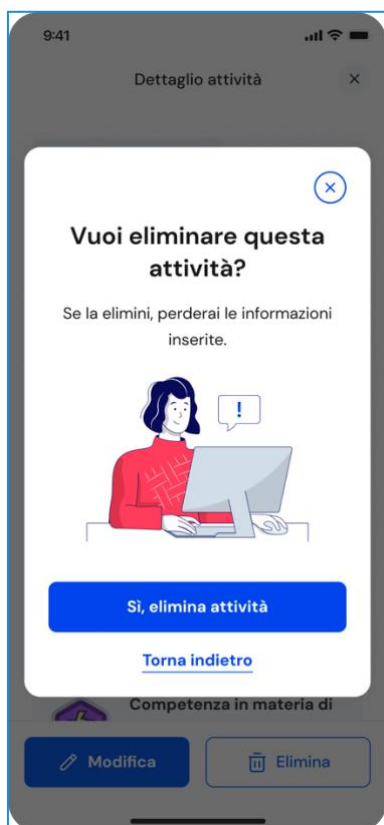 9:41
Dettaglio attività
Vuoi eliminare questa
attività?
Se la elimini, perderai le informazioni
inserite.
!
Sì, elimina attività
Torna indietro
Competenza in materia di
Modifica
Elimina